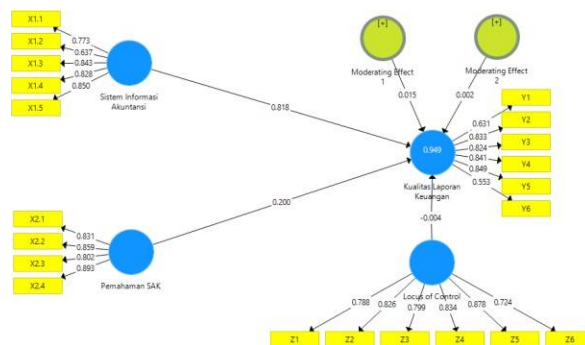 X1.1
X1.2
X1.3
X1.4
X1.5
0.773
0.637
0.843
0.828
0.850
Sistem Informasi
Akuntansi
0.818
[+]
Moderating Effect
1
0.015
[+]
Moderating Effect
2
0.002
0.949
Kualitas Laporan
Keuangan
0.631
0.833
0.824
0.841
0.849
0.553
Y1
Y2
Y3
Y4
Y5
Y6
0.200
X2.1
X2.2
X2.3
X2.4
0.831
0.859
0.802
0.893
Pemahaman SAK
-0.004
Locus of Control
0.788
0.826
0.799
0.834
0.878
0.724
Z1
Z2
Z3
Z4
Z5
Z6